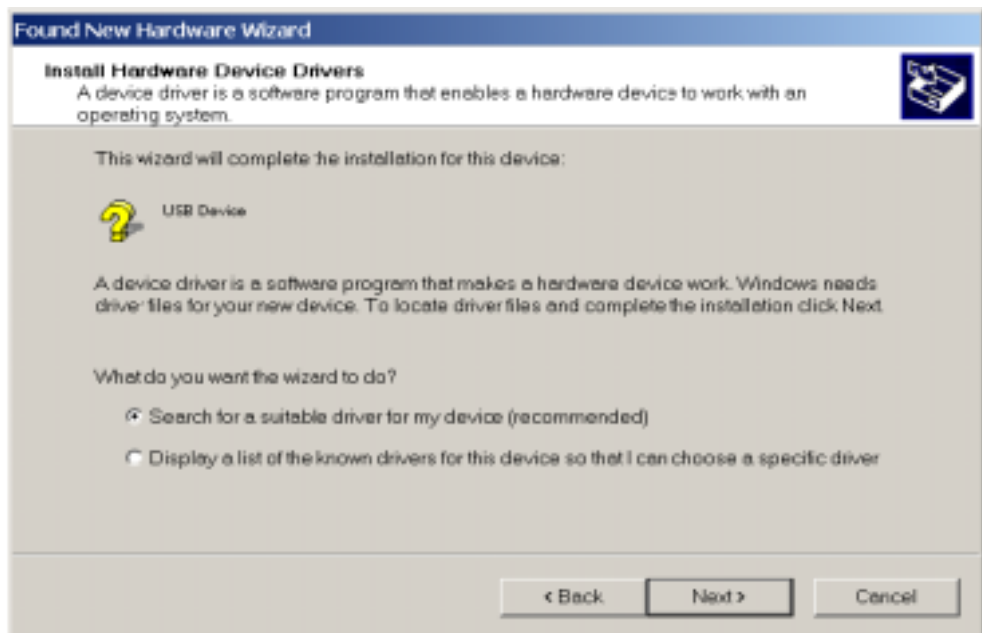 Found New Hardware Wizard
Install Hardware Device Drivers
A device driver is a software program that enables a hardware device to work with an
operating system.
This wizard will complete the installation for this device:
USB Device
A device driver is a software program that makes a hardware device work. Windows needs
driver files for your new device. To locate driver files and complete the installation click Next.
What do you want the wizard to do?
Search for a suitable driver for my device (recommended)
Display a list of the known drivers for this device so that I can choose a specific driver
< Back
Next >
Cancel